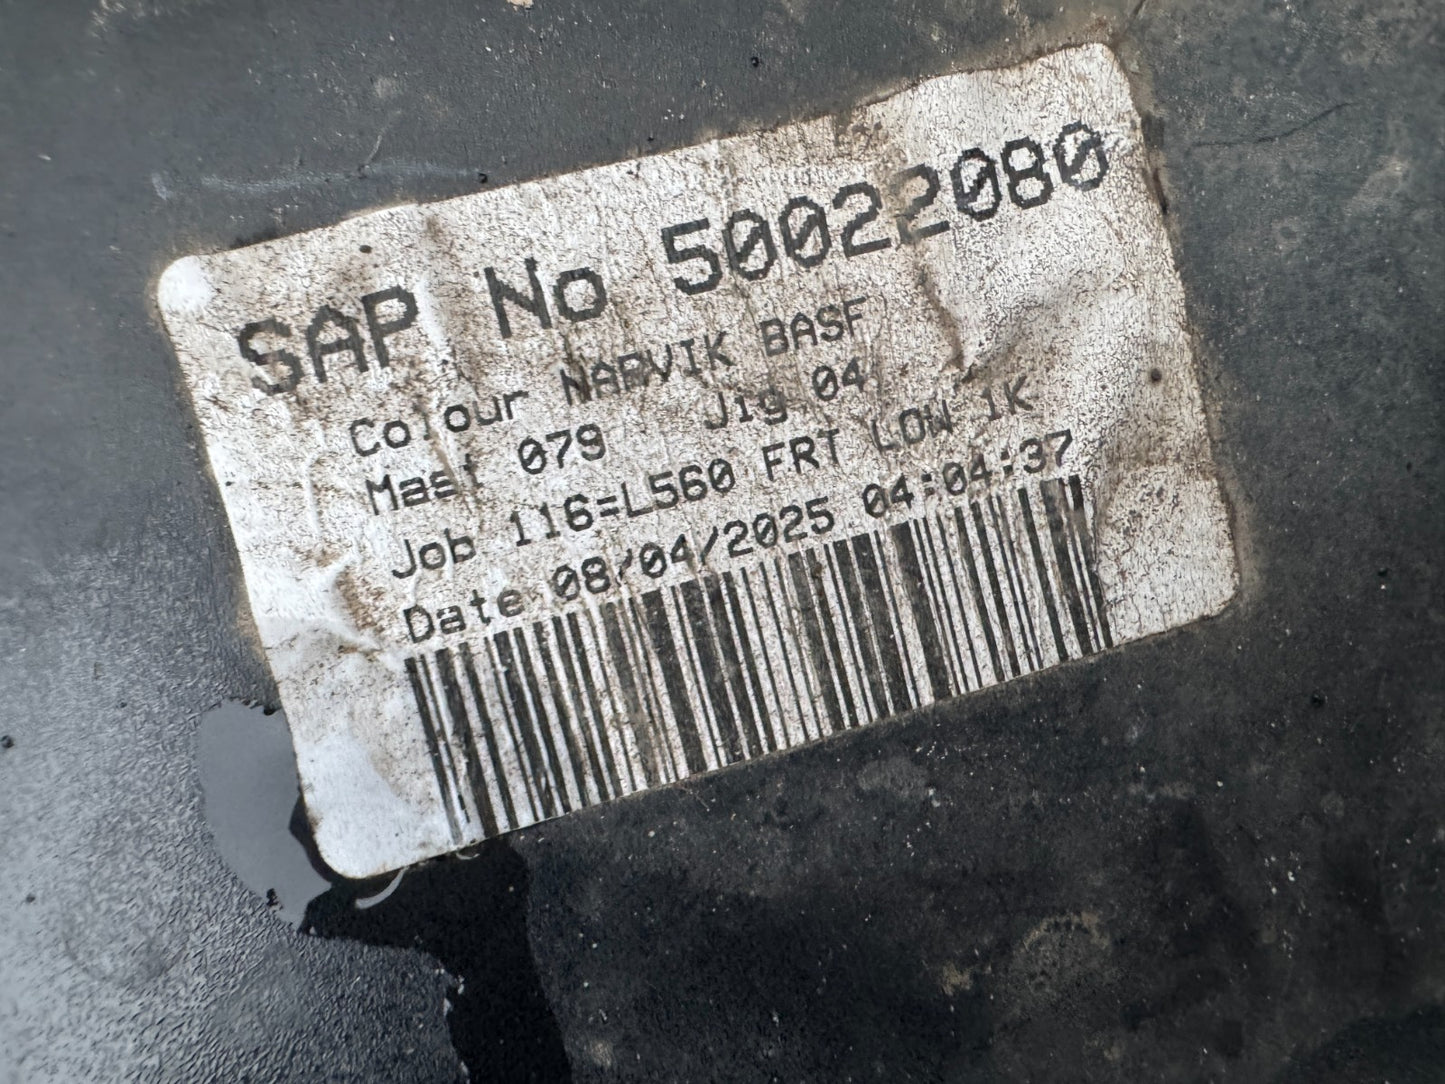 SAP No 50022080
Colour NARVIK BASF
Mast 079 Jig 04
Job 116=L560 FRT LOW 1K
Date 08/04/2025 04:04:37